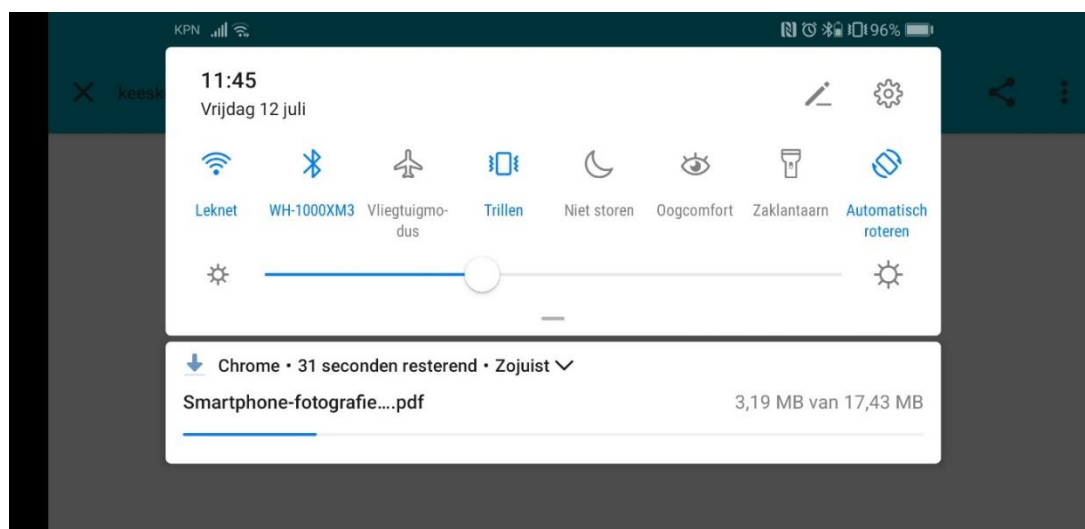 KPN 96%
keesk
11:45
Vrijdag 12 juli
Leknet WH-1000XM3 Vliegtuigmo-
dus Trillen Niet storen Oogcomfort Zaklantaarn Automatisch
roteren
Chrome • 31 seconden resterend • Zojuist
Smartphone-fotografie....pdf 3,19 MB van 17,43 MB